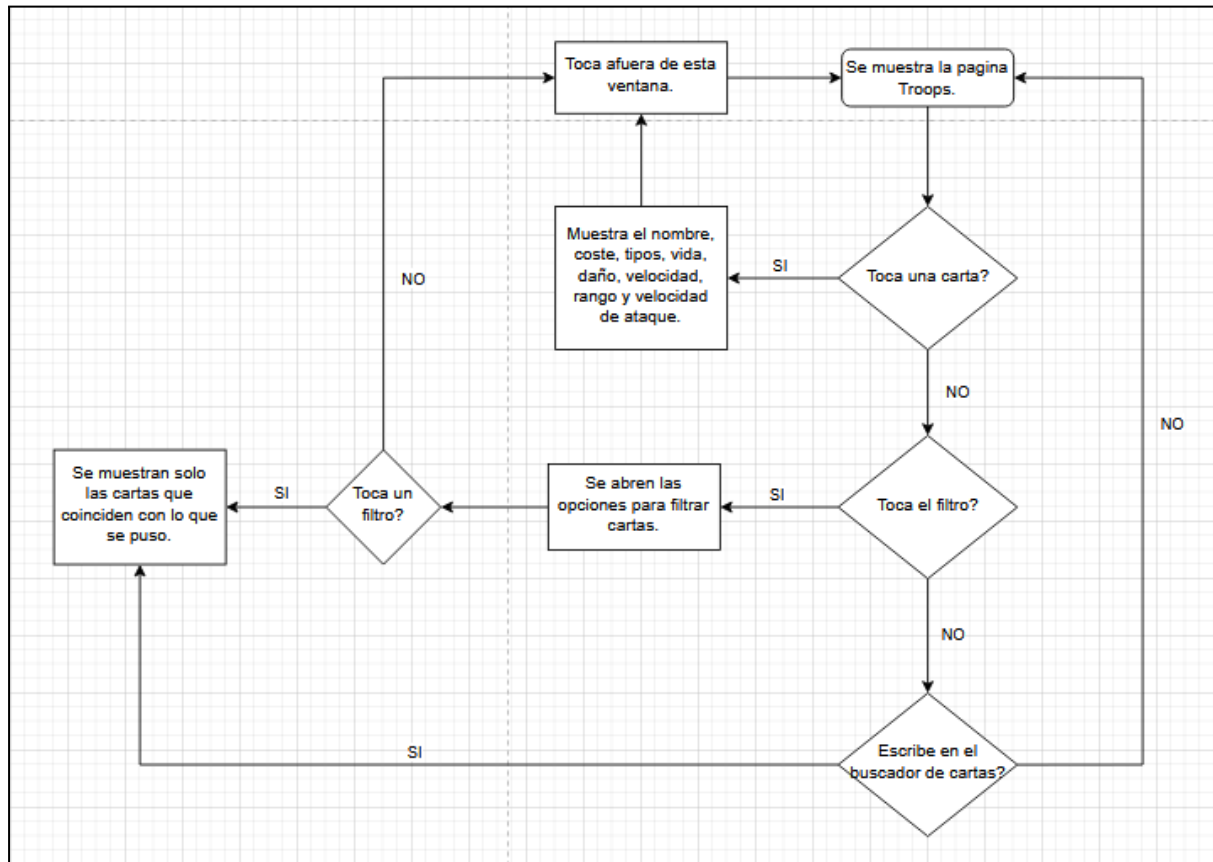 Toca afuera de esta
ventana.
Se muestra la pagina
Troops.
Muestra el nombre,
coste, tipos, vida,
daño, velocidad,
rango y velocidad
de ataque.
SI
Toca una carta?
NO
NO
NO
Se muestran solo
las cartas que
coinciden con lo que
se puso.
SI
Toca un
filtro?
Se abren las
opciones para filtrar
cartas.
SI
Toca el filtro?
NO
SI
Escribe en el
buscador de cartas?